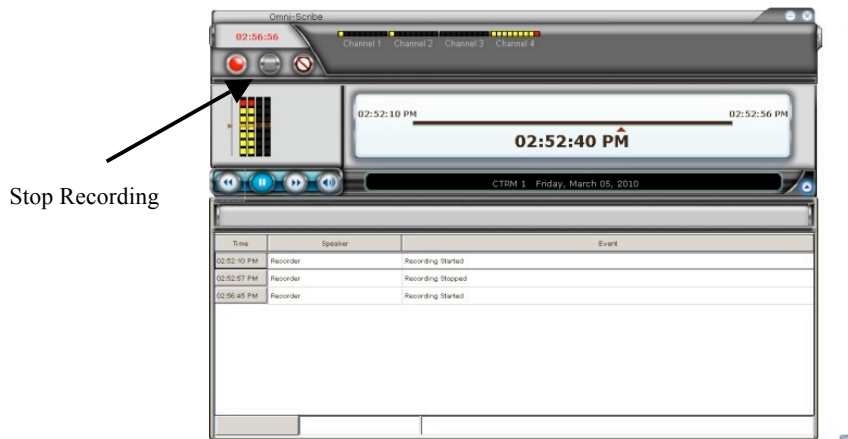 Omni-Scribe
02:56:56
Channel 1 Channel 2 Channel 3 Channel 4
02:52:10 PM 02:52:56 PM
02:52:40 PM
Stop Recording
CTRM 1 Friday, March 05, 2010
Time Speaker Event
02:52:10 PM Recorder Recording Started
02:52:57 PM Recorder Recording Stopped
02:56:45 PM Recorder Recording Started